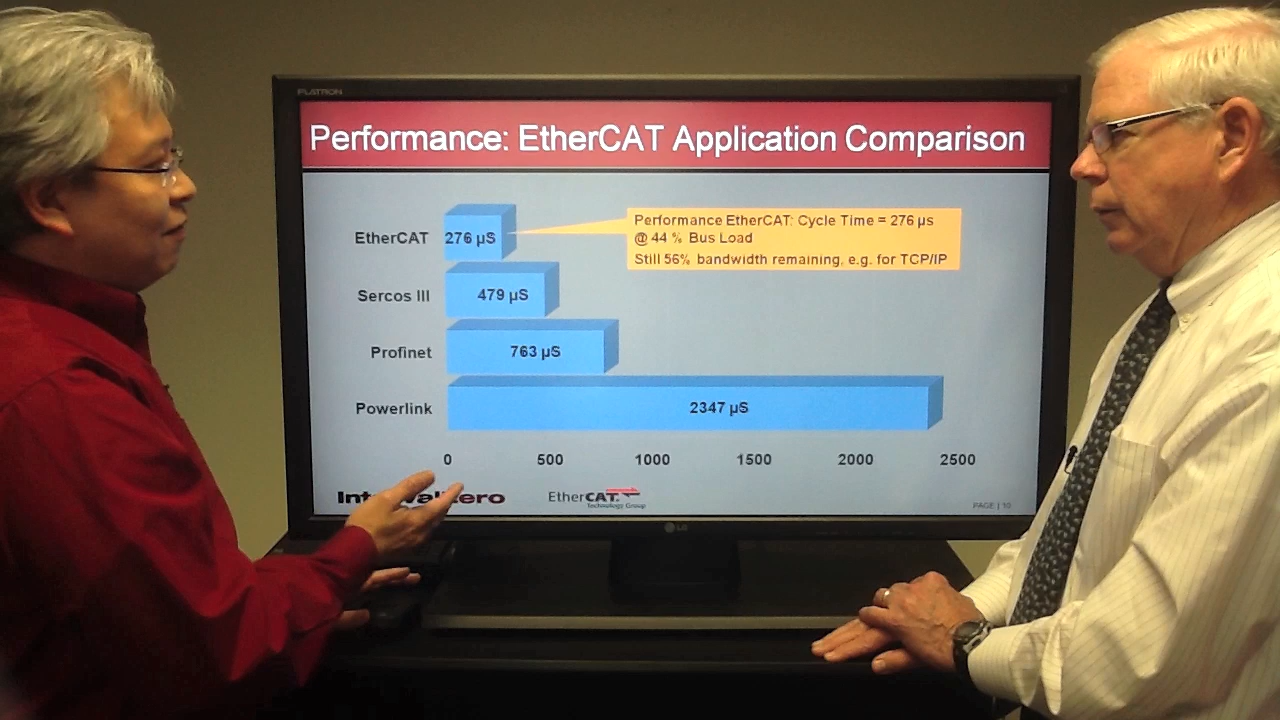 FLATRON
Performance: EtherCAT Application Comparison
EtherCAT 276 µS
Performance EtherCAT: Cycle Time = 276 µs
@ 44 % Bus Load
Still 56% bandwidth remaining, e.g. for TCP/IP
Sercos III 479 µS
Profinet 763 µS
Powerlink 2347 µS
0 500 1000 1500 2000 2500
EtherCAT
Technology Group
PAGE | 10
LG